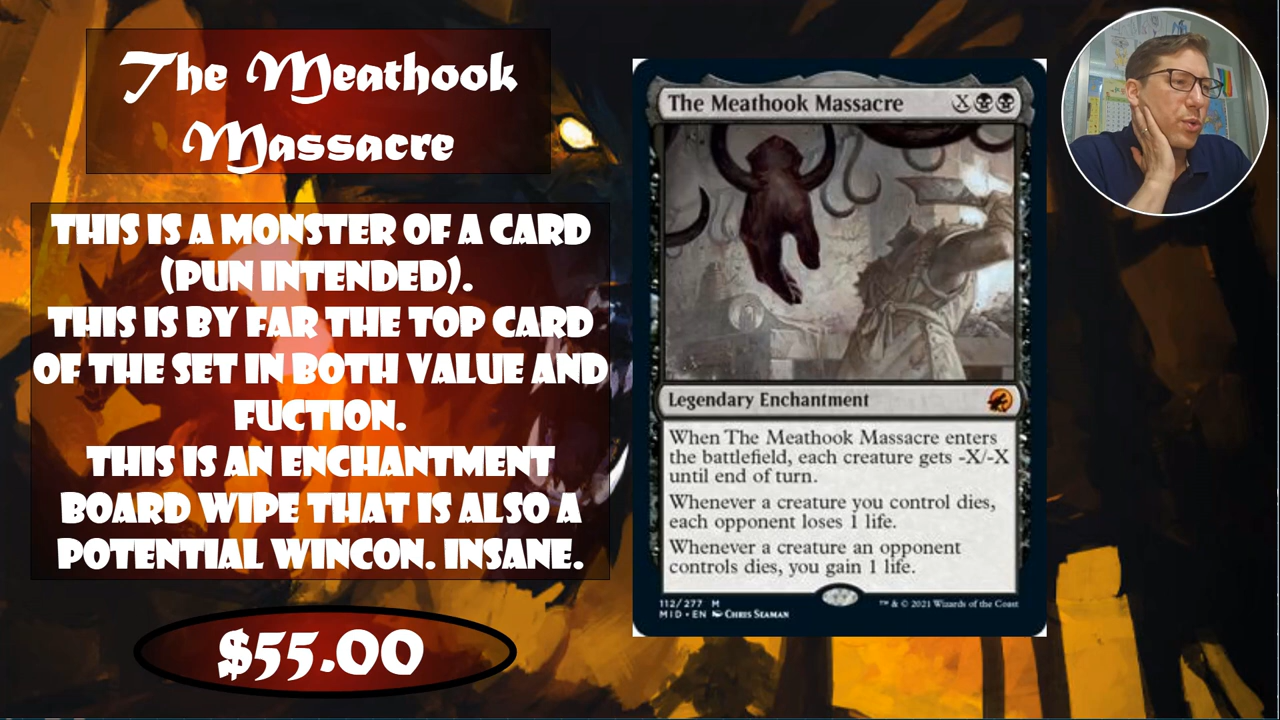 The Meathook
Massacre
THIS IS A MONSTER OF A CARD
(PUN INTENDED).
THIS IS BY FAR THE TOP CARD
OF THE SET IN BOTH VALUE AND
FUCTION.
THIS IS AN ENCHANTMENT
BOARD WIPE THAT IS ALSO A
POTENTIAL WINCON. INSANE.
$55.00
The Meathook Massacre X
Legendary Enchantment
When The Meathook Massacre enters
the battlefield, each creature gets -X/-X
until end of turn.
Whenever a creature you control dies,
each opponent loses 1 life.
Whenever a creature an opponent
controls dies, you gain 1 life.
112/277 M
MID • EN CHRIS SEAMAN
™ & © 2021 Wizards of the Coast